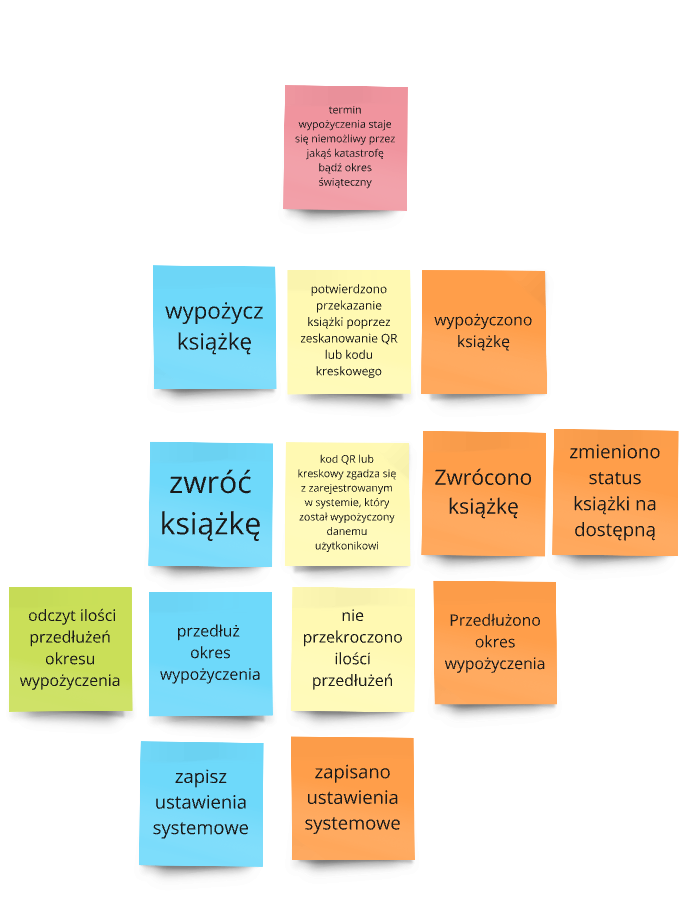 termin
wypożyczenia staje
się niemożliwy przez
jakąś katastrofę
bądź okres
świąteczny
wypożycz
książkę
potwierdzono
przekazanie
książki poprzez
zeskanowanie QR
lub kodu
kreskowego
wypożyczono
książkę
zwróć
książkę
kod QR lub
kreskowy zgadza się
z zarejestrowanym
w systemie, który
został wypożyczony
danemu
użytkonikowi
Zwrócono
książkę
zmieniono
status
książki na
dostępną
odczyt ilości
przedłużeń
okresu
wypożyczenia
przedłuż
okres
wypożyczenia
nie
przekroczono
ilości
przedłużeń
Przedłużono
okres
wypożyczenia
zapisz
ustawienia
systemowe
zapisano
ustawienia
systemowe